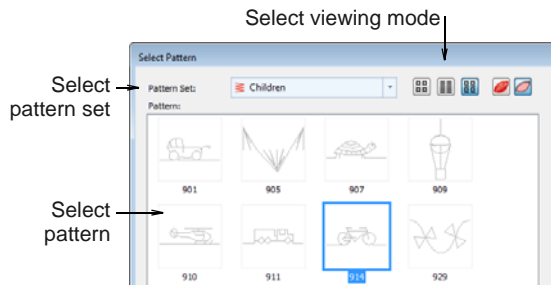 Select viewing mode
Select Pattern
Select
pattern set
Pattern Set:
Children
Pattern:
901 905 907 909
Select
pattern
910 911 914 929